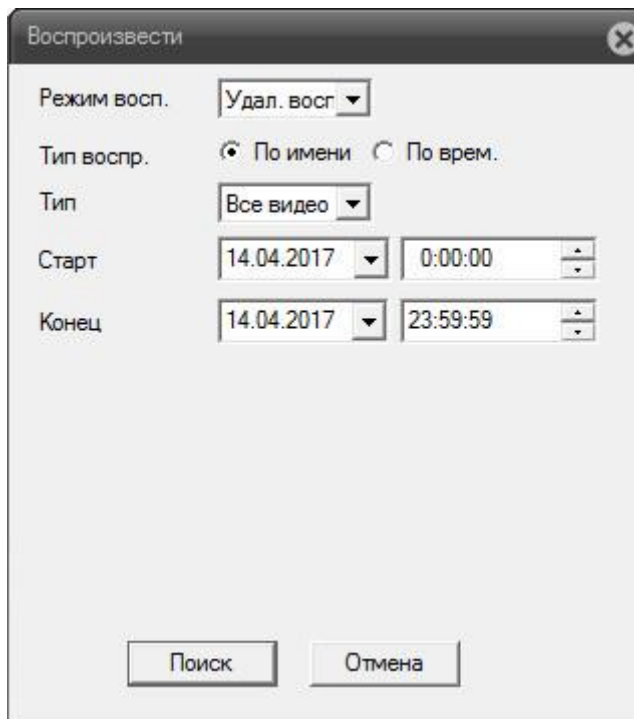 Воспроизвести
Режим восп. Удал. восп
Тип воспр. По имени По врем.
Тип Все видео
Старт 14.04.2017 0:00:00
Конец 14.04.2017 23:59:59
Поиск Отмена